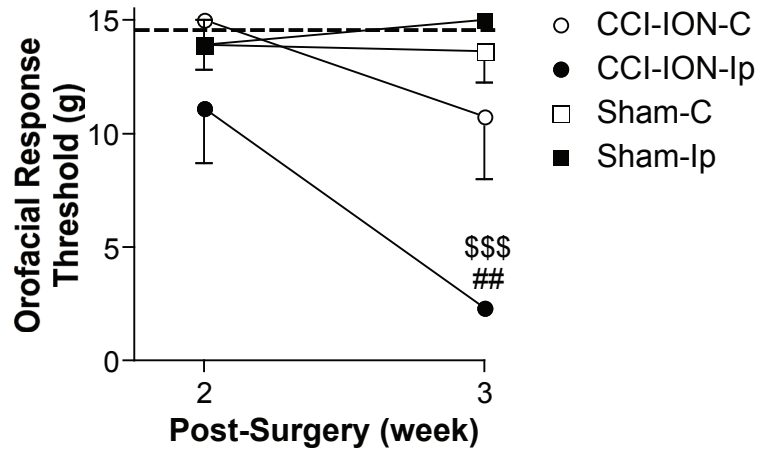 15
10
5
0
Orofacial Response
Threshold (g)
$$$
##
2
3
Post-Surgery (week)
CCI-ION-C
CCI-ION-Ip
Sham-C
Sham-Ip